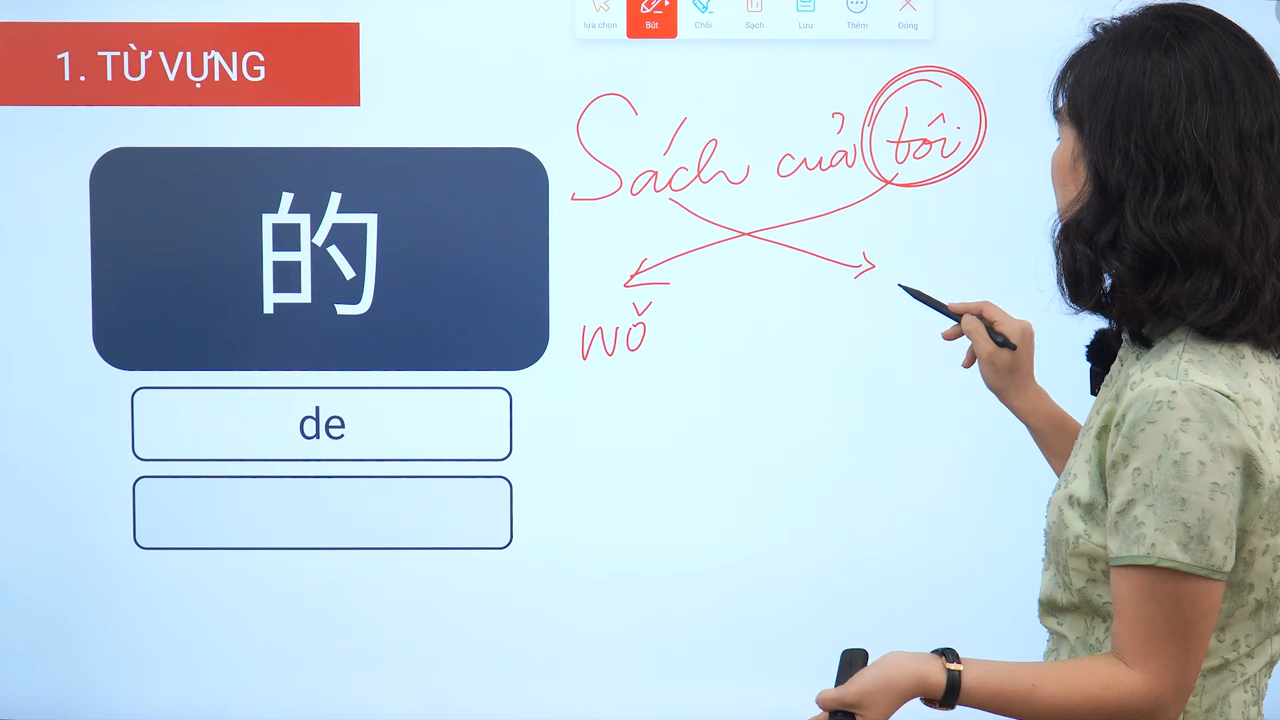 lựa chọn Bút Chổi Sạch Lưu Thêm Đóng
1. TỪ VỰNG
Sách của tôi
的
wǒ
de